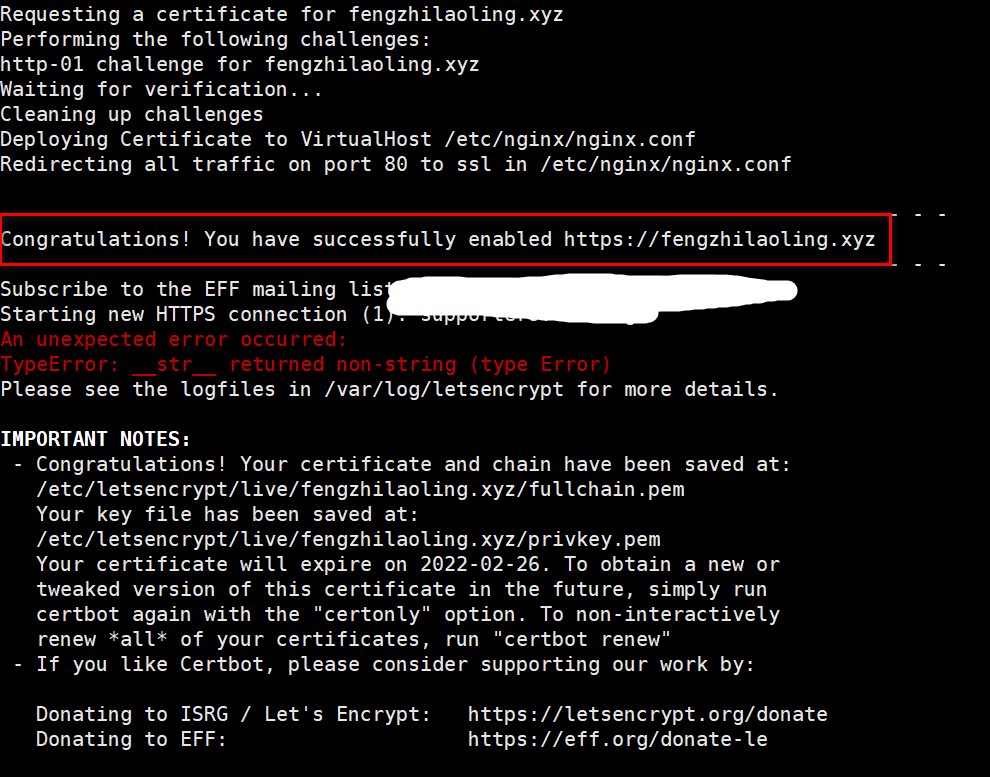 Requesting a certificate for fengzhilaoling.xyz
Performing the following challenges:
http-01 challenge for fengzhilaoling.xyz
Waiting for verification...
Cleaning up challenges
Deploying Certificate to VirtualHost /etc/nginx/nginx.conf
Redirecting all traffic on port 80 to ssl in /etc/nginx/nginx.conf
- - -
Congratulations! You have successfully enabled https://fengzhilaoling.xyz
- - -
Subscribe to the EFF mailing list
Starting new HTTPS connection (1):
An unexpected error occurred:
TypeError: __str__ returned non-string (type Error)
Please see the logfiles in /var/log/letsencrypt for more details.
IMPORTANT NOTES:
- Congratulations! Your certificate and chain have been saved at:
/etc/letsencrypt/live/fengzhilaoling.xyz/fullchain.pem
Your key file has been saved at:
/etc/letsencrypt/live/fengzhilaoling.xyz/privkey.pem
Your certificate will expire on 2022-02-26. To obtain a new or
tweaked version of this certificate in the future, simply run
certbot again with the "certonly" option. To non-interactively
renew *all* of your certificates, run "certbot renew"
- If you like Certbot, please consider supporting our work by:
Donating to ISRG / Let's Encrypt: https://letsencrypt.org/donate
Donating to EFF: https://eff.org/donate-le